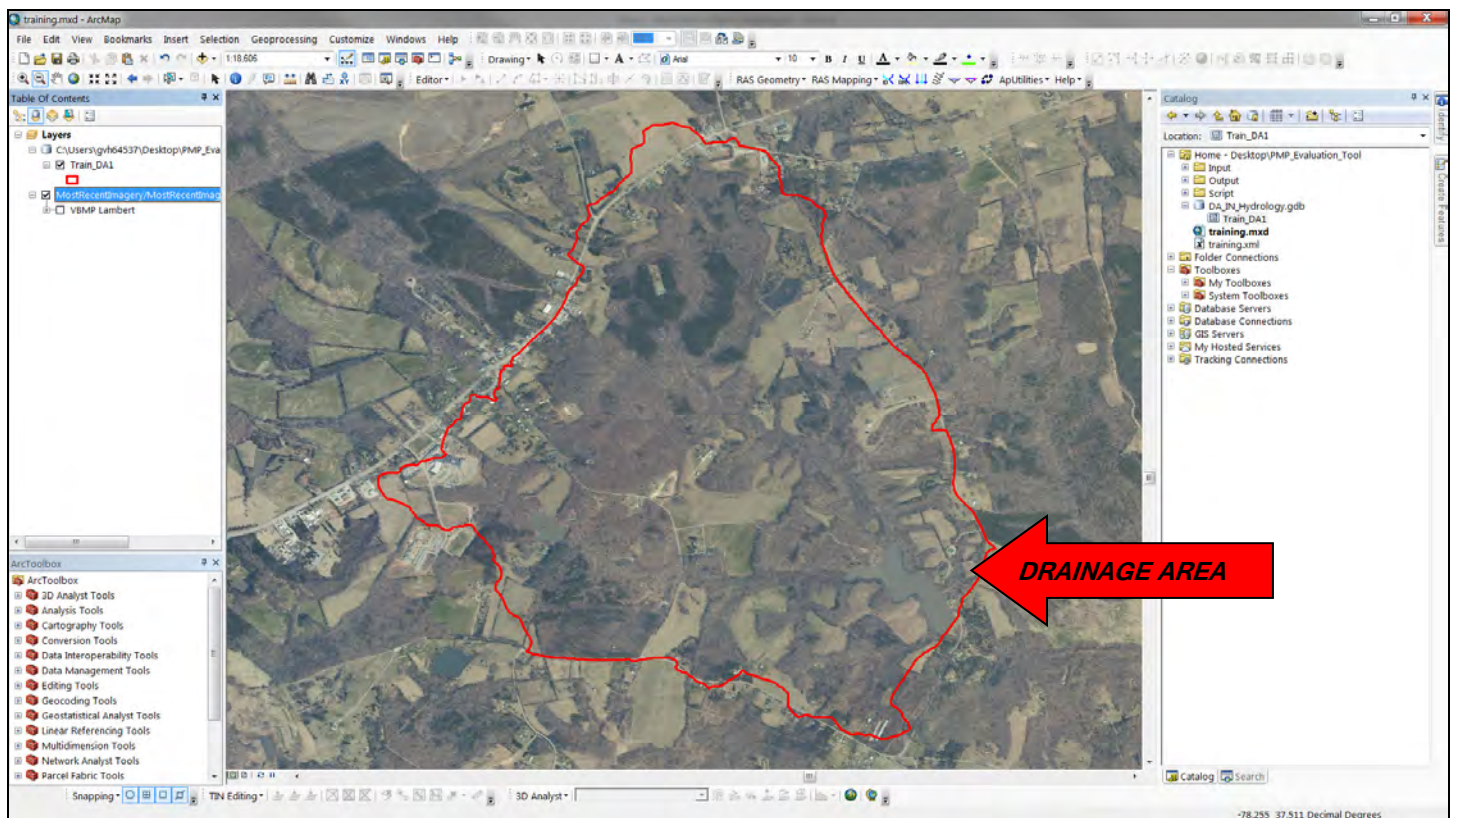 training.mxd - ArcMap
File Edit View Bookmarks Insert Selection Geoprocessing Customize Windows Help
1:18,606
Drawing
A
Arial
10
B I U A
Editor
RAS Geometry RAS Mapping
ApUtilities Help
Table Of Contents
Layers
C:\Users\gvh64537\Desktop\PMP_Eva
Train_DA1
MostRecentImagery/MostRecentImag
VBMP Lambert
ArcToolbox
ArcToolbox
3D Analyst Tools
Analysis Tools
Cartography Tools
Conversion Tools
Data Interoperability Tools
Data Management Tools
Editing Tools
Geocoding Tools
Geostatistical Analyst Tools
Linear Referencing Tools
Multidimension Tools
Network Analyst Tools
Parcel Fabric Tools
DRAINAGE AREA
Catalog
Location: Train_DA1
Home - Desktop\PMP_Evaluation_Tool
Input
Output
Script
DA_IN_Hydrology.gdb
Train_DA1
training.mxd
training.xml
Folder Connections
Toolboxes
My Toolboxes
System Toolboxes
Database Servers
Database Connections
GIS Servers
My Hosted Services
Tracking Connections
Identify
Create Features
Catalog Search
Snapping
TIN Editing
3D Analyst
-78.255 37.511 Decimal Degrees